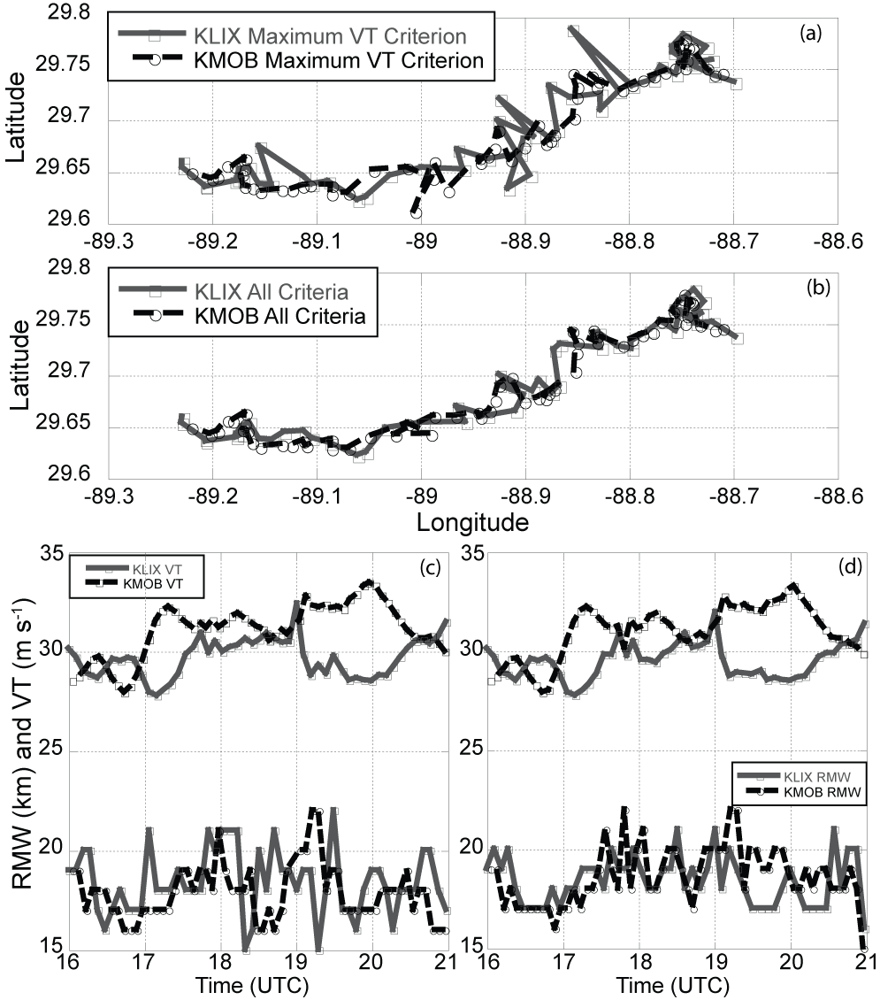 29.8
29.75
29.7
29.65
29.6
Latitude
KLIX Maximum VT Criterion
KMOB Maximum VT Criterion
(a)
-89.3 -89.2 -89.1 -89 -88.9 -88.8 -88.7 -88.6
29.8
29.75
29.7
29.65
29.6
Latitude
KLIX All Criteria
KMOB All Criteria
(b)
-89.3 -89.2 -89.1 -89 -88.9 -88.8 -88.7 -88.6
Longitude
35
30
25
20
15
RMW (km) and VT (m s-1)
KLIX VT
KMOB VT
(c)
16 17 18 19 20 21
Time (UTC)
35
30
25
20
15
(d)
KLIX RMW
KMOB RMW
16 17 18 19 20 21
Time (UTC)